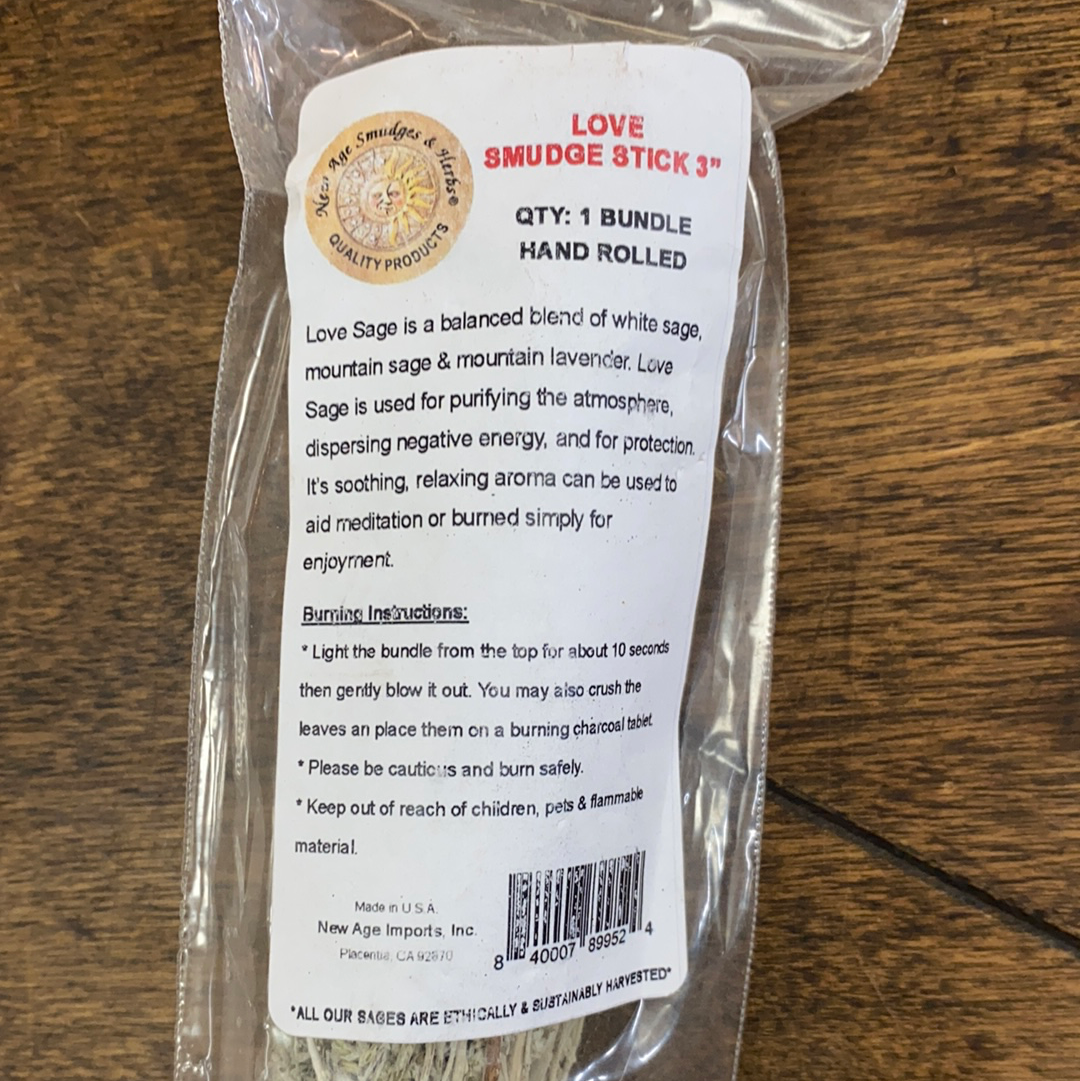 New Age Smudges & Herbs®
QUALITY PRODUCTS
LOVE
SMUDGE STICK 3"
QTY: 1 BUNDLE
HAND ROLLED
Love Sage is a balanced blend of white sage,
mountain sage & mountain lavender. Love
Sage is used for purifying the atmosphere,
dispersing negative energy, and for protection.
It's soothing, relaxing aroma can be used to
aid meditation or burned simply for
enjoyment.
Burning Instructions:
* Light the bundle from the top for about 10 seconds
then gently blow it out. You may also crush the
leaves an place them on a burning charcoal tablet.
* Please be cautious and burn safely.
* Keep out of reach of children, pets & flammable
material.
Made in U.S.A.
New Age Imports, Inc.
Placentia, CA 92870
8 40007 89952 4
*ALL OUR SAGES ARE ETHICALLY & SUSTAINABLY HARVESTED*